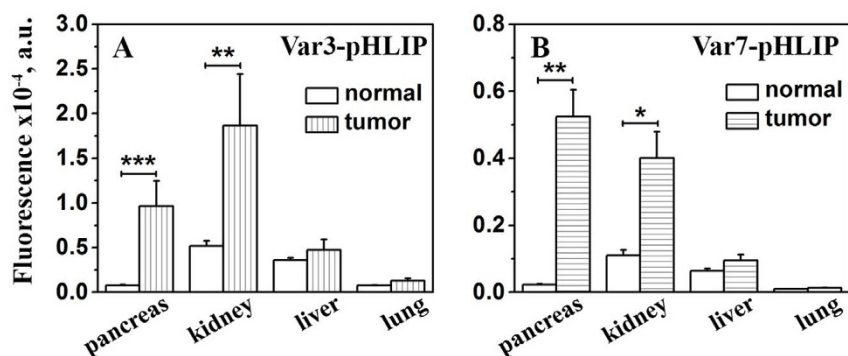 Fluorescence x10⁻⁴, a.u.
3.0
2.5
2.0
1.5
1.0
0.5
0.0
A
Var3-pHLIP
**
***
normal
tumor
pancreas
kidney
liver
lung
0.8
0.6
0.4
0.2
0.0
B
Var7-pHLIP
**
*
normal
tumor
pancreas
kidney
liver
lung